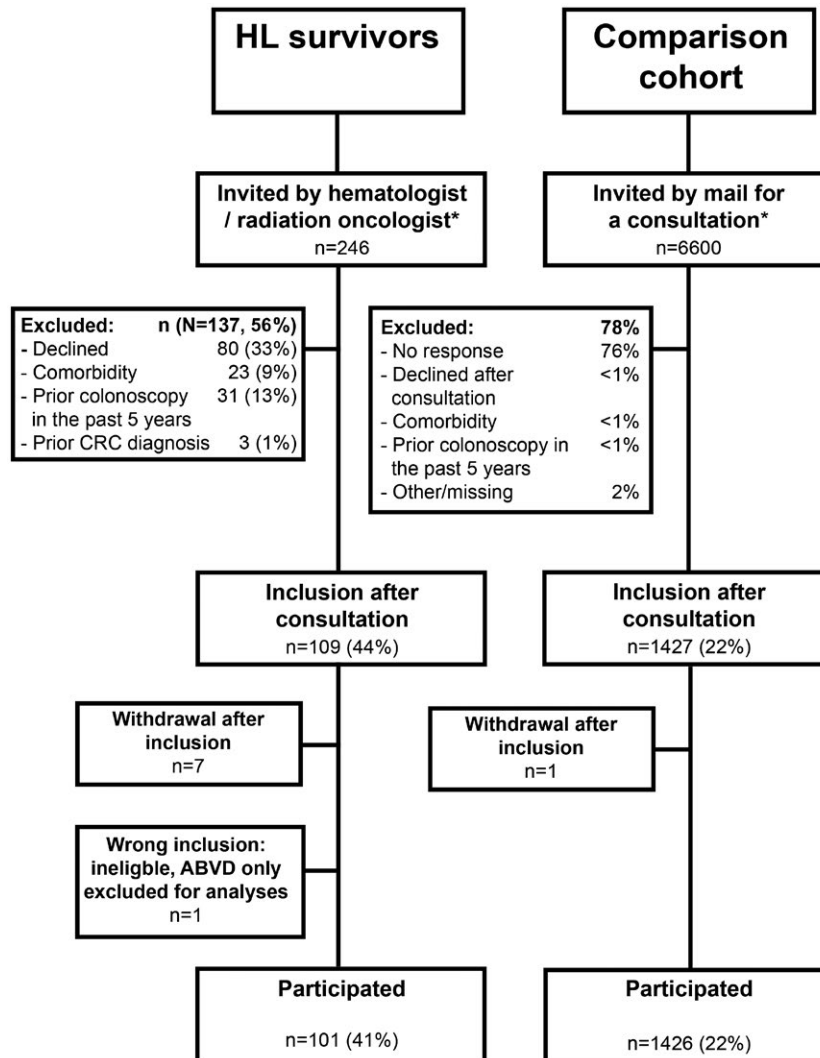 HL survivors
Comparison
cohort
Invited by hematologist
/ radiation oncologist*
n=246
Invited by mail for
a consultation*
n=6600
Excluded: n (N=137, 56%)
- Declined 80 (33%)
- Comorbidity 23 (9%)
- Prior colonoscopy 31 (13%)
in the past 5 years
- Prior CRC diagnosis 3 (1%)
Excluded: 78%
- No response 76%
- Declined after <1%
consultation
- Comorbidity <1%
- Prior colonoscopy in <1%
the past 5 years
- Other/missing 2%
Inclusion after
consultation
n=109 (44%)
Inclusion after
consultation
n=1427 (22%)
Withdrawal after
inclusion
n=7
Withdrawal after
inclusion
n=1
Wrong inclusion:
ineligble, ABVD only
excluded for analyses
n=1
Participated
n=101 (41%)
Participated
n=1426 (22%)